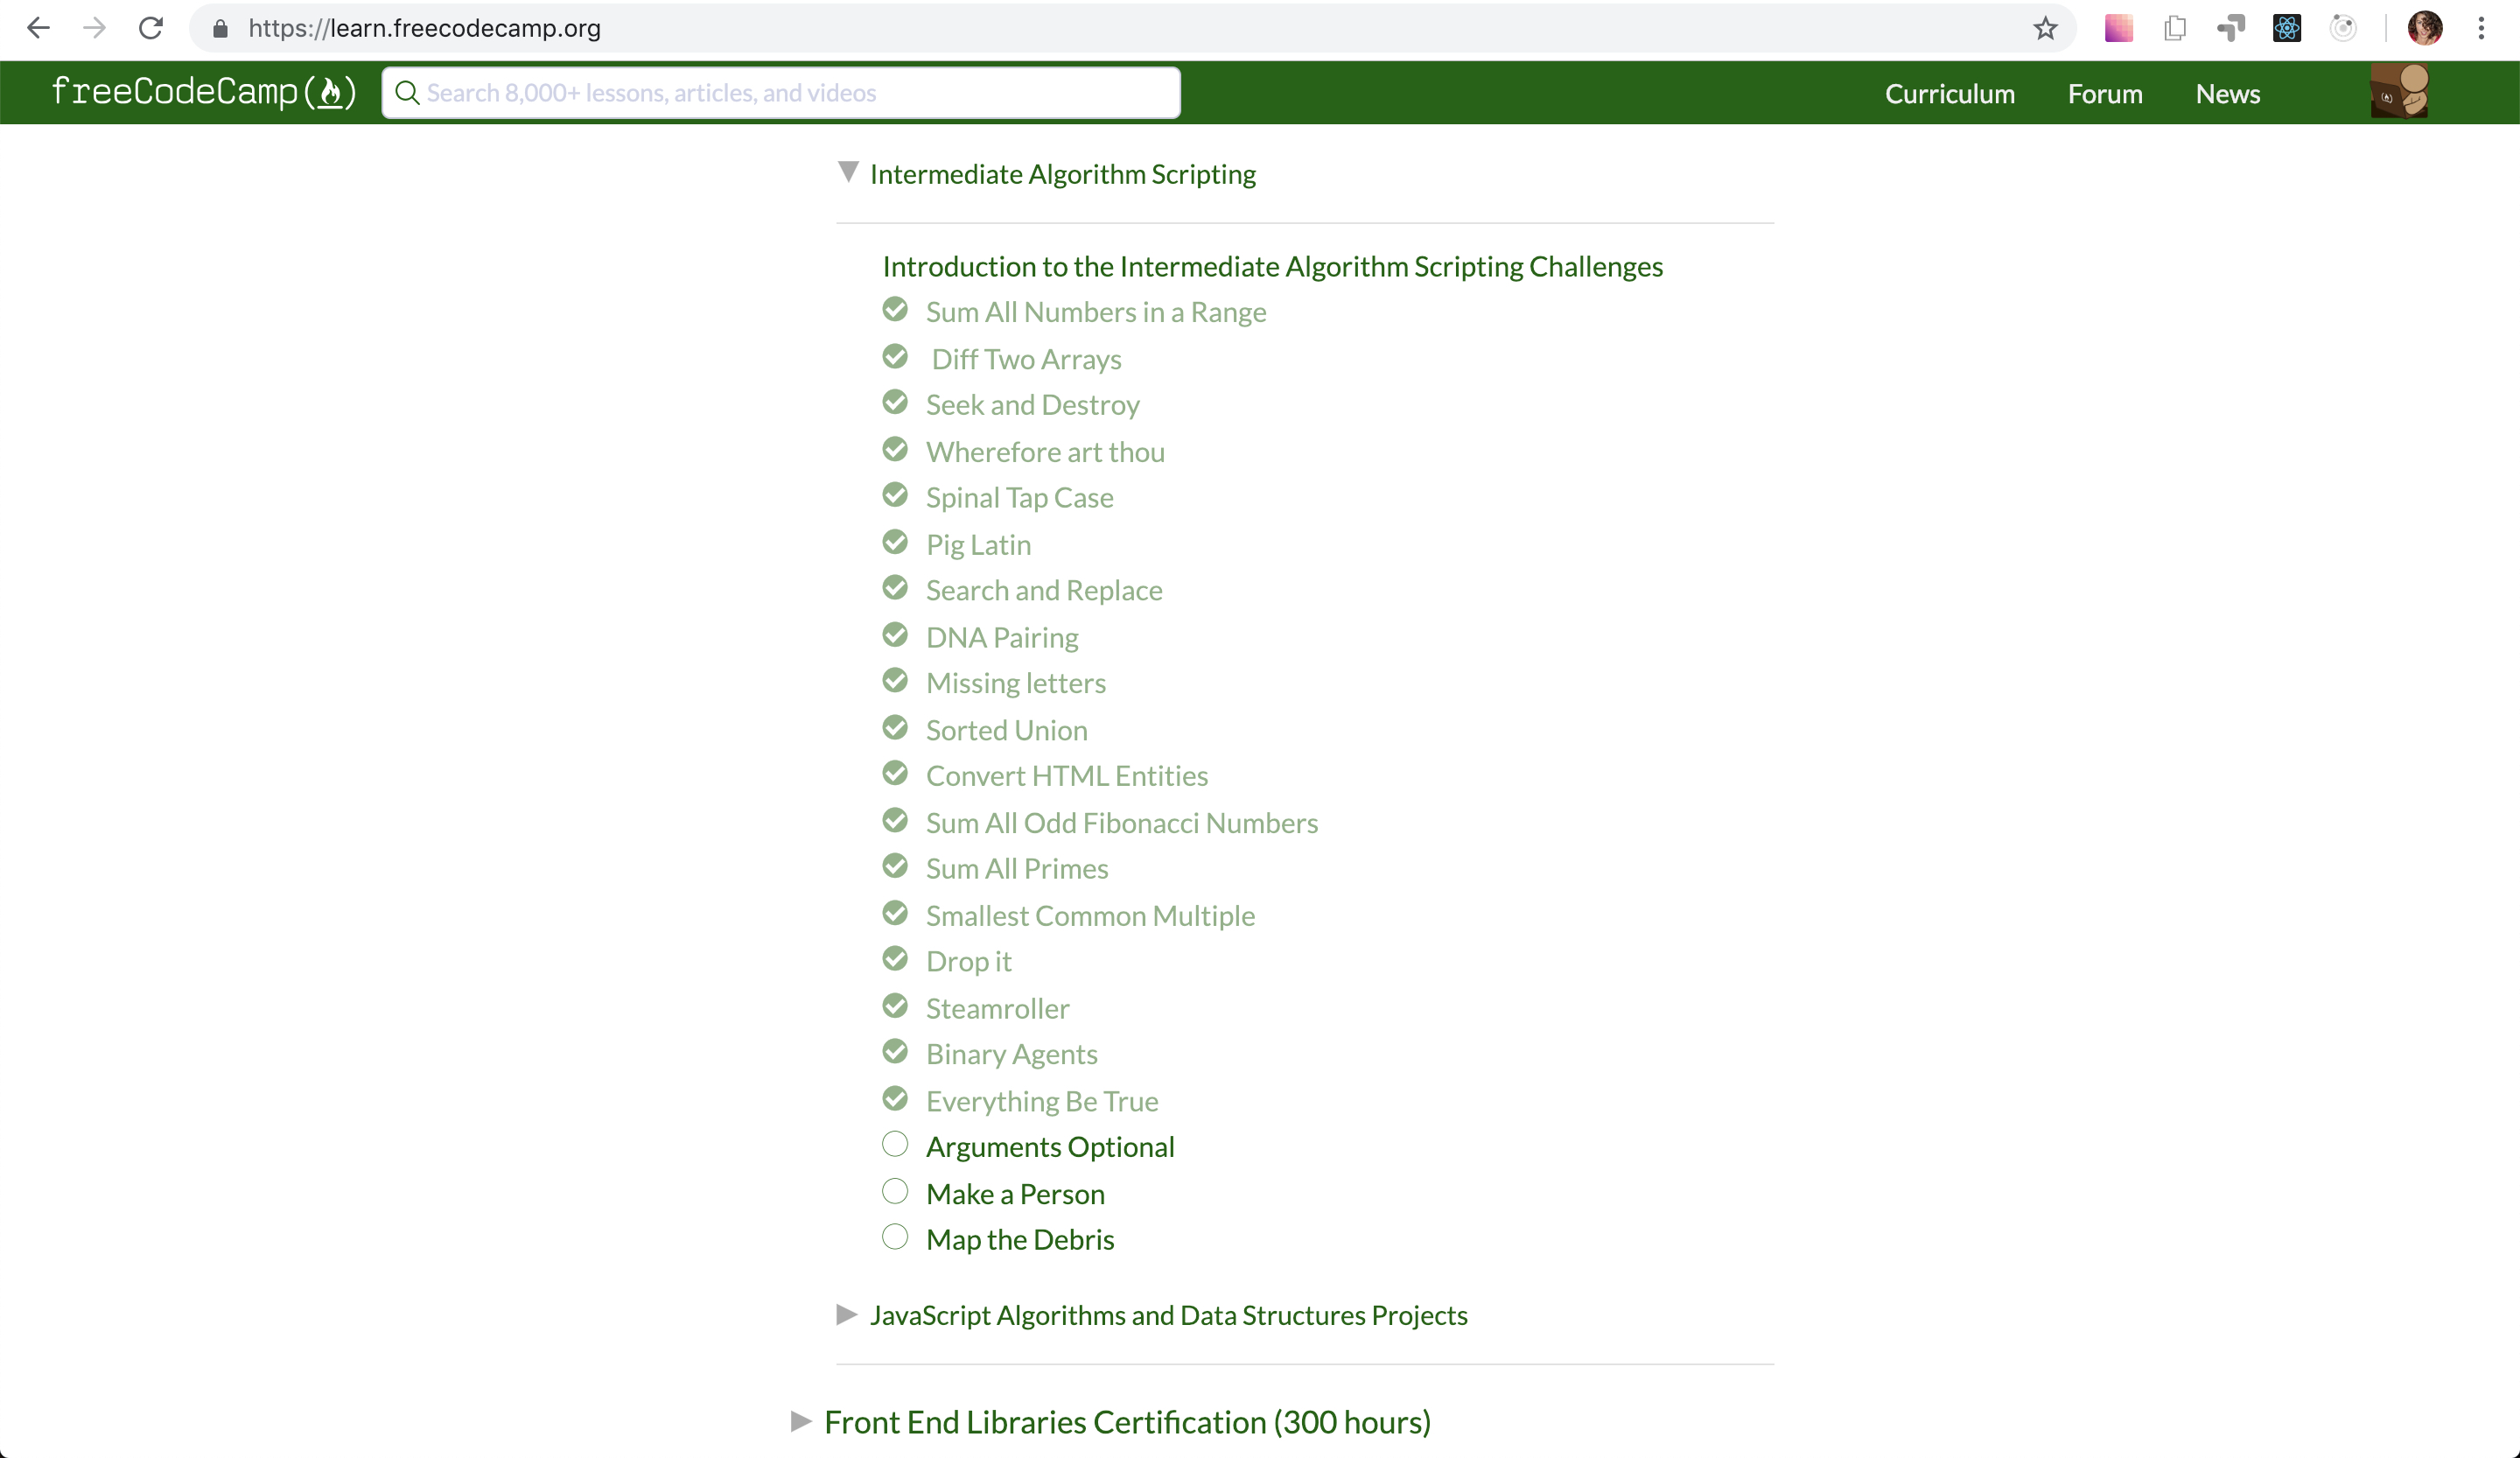 https://learn.freecodecamp.org
freeCodeCamp
Search 8,000+ lessons, articles, and videos
Curriculum
Forum
News
Intermediate Algorithm Scripting
Introduction to the Intermediate Algorithm Scripting Challenges
Sum All Numbers in a Range
Diff Two Arrays
Seek and Destroy
Wherefore art thou
Spinal Tap Case
Pig Latin
Search and Replace
DNA Pairing
Missing letters
Sorted Union
Convert HTML Entities
Sum All Odd Fibonacci Numbers
Sum All Primes
Smallest Common Multiple
Drop it
Steamroller
Binary Agents
Everything Be True
Arguments Optional
Make a Person
Map the Debris
JavaScript Algorithms and Data Structures Projects
Front End Libraries Certification (300 hours)